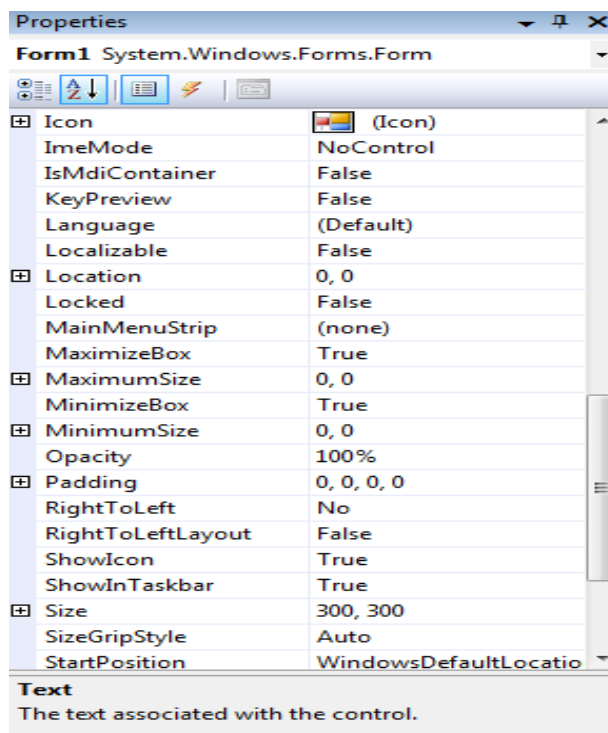 Properties
Form1 System.Windows.Forms.Form
Icon (Icon)
ImeMode NoControl
IsMdiContainer False
KeyPreview False
Language (Default)
Localizable False
Location 0, 0
Locked False
MainMenuStrip (none)
MaximizeBox True
MaximumSize 0, 0
MinimizeBox True
MinimumSize 0, 0
Opacity 100%
Padding 0, 0, 0, 0
RightToLeft No
RightToLeftLayout False
ShowIcon True
ShowInTaskbar True
Size 300, 300
SizeGripStyle Auto
StartPosition WindowsDefaultLocatio
Text
The text associated with the control.